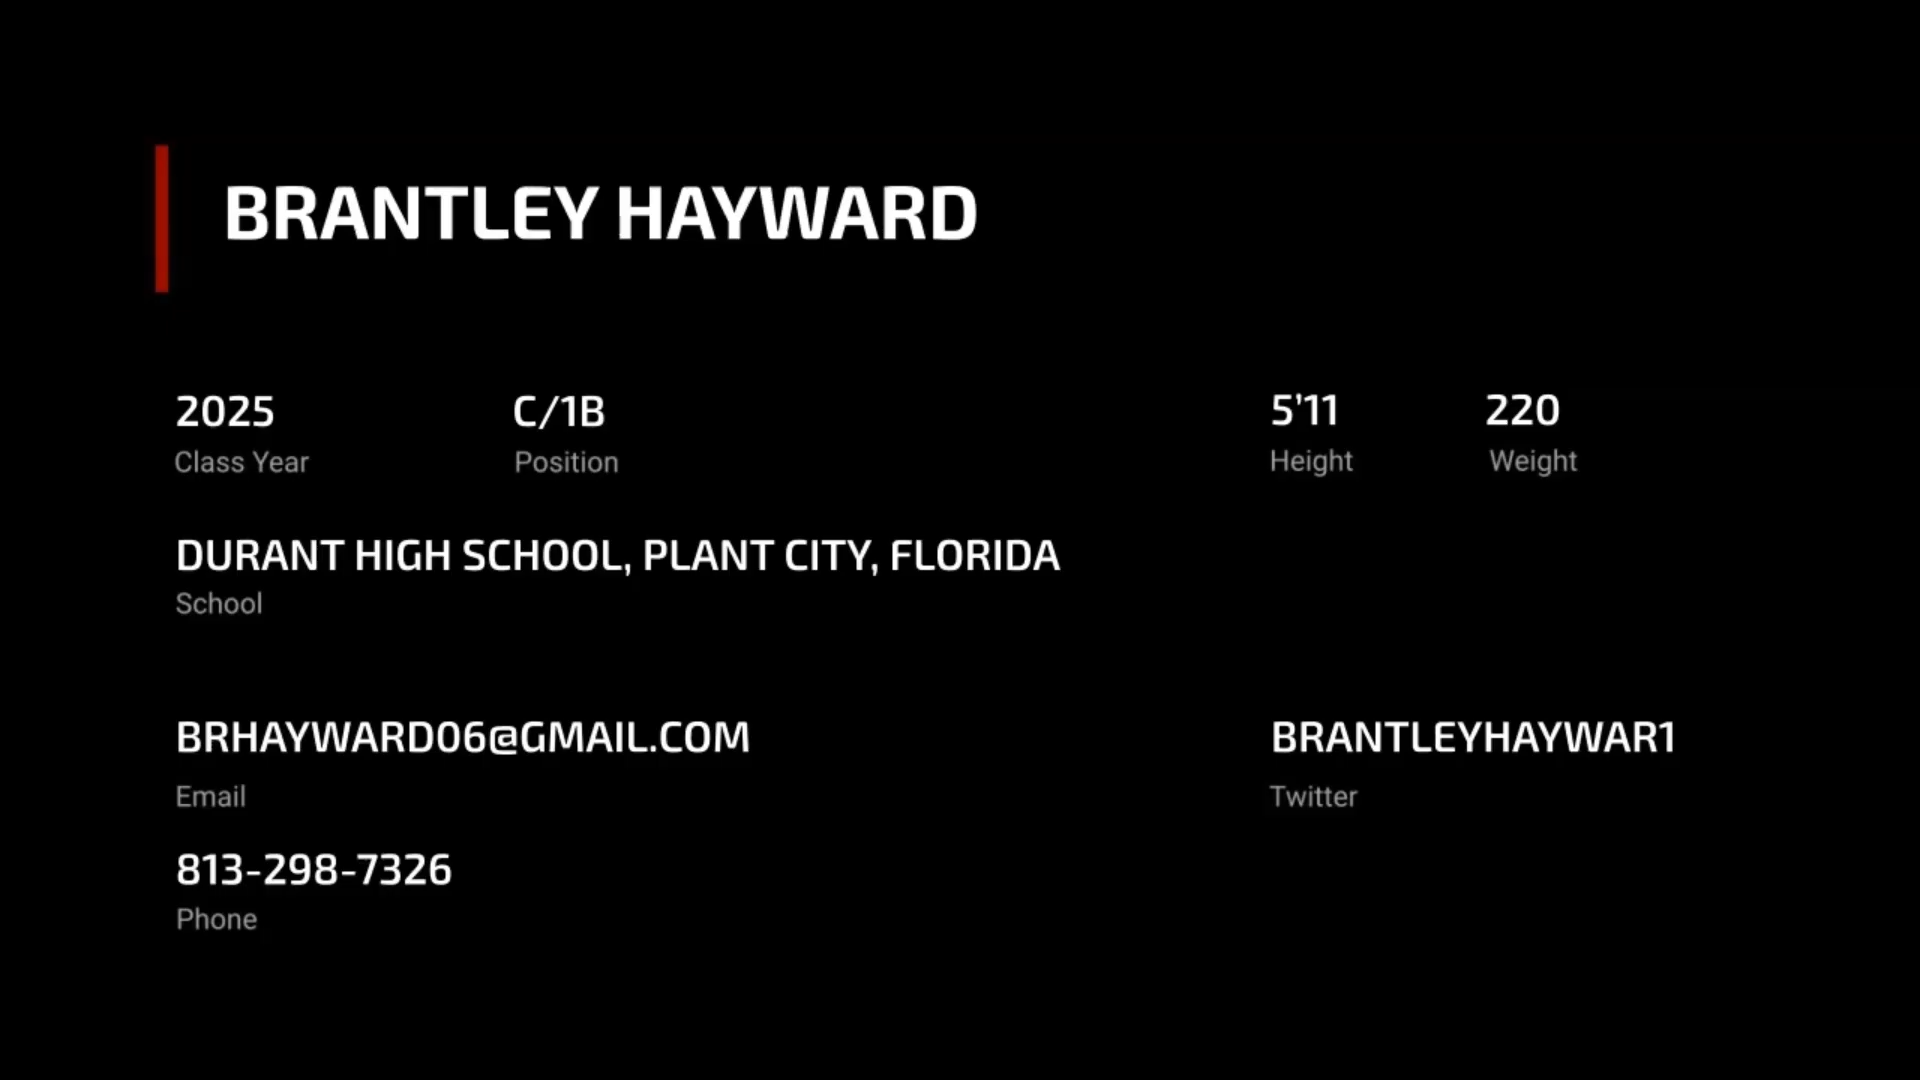 BRANTLEY HAYWARD
2025 C/1B 5'11 220
Class Year Position Height Weight
DURANT HIGH SCHOOL, PLANT CITY, FLORIDA
School
BRHAYWARD06@GMAIL.COM BRANTLEYHAYWAR1
Email Twitter
813-298-7326
Phone